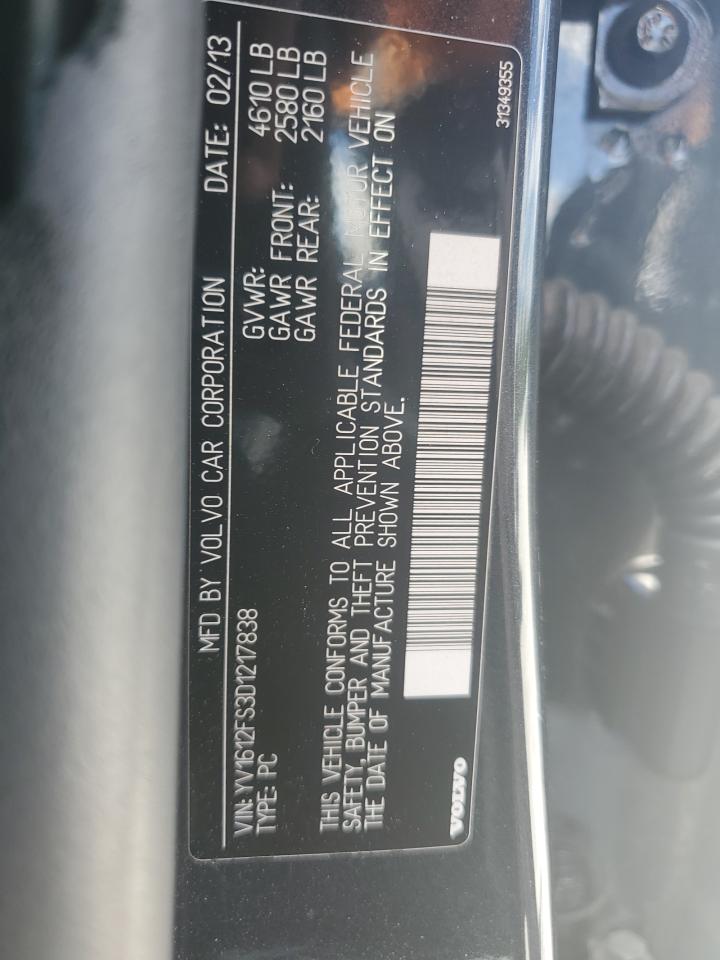 MFD BY VOLVO CAR CORPORATION DATE: 02/13
VIN: YV1612FS3D1217838 GVWR: 4610 LB
TYPE: PC GAWR FRONT: 2580 LB
GAWR REAR: 2160 LB
THIS VEHICLE CONFORMS TO ALL APPLICABLE FEDERAL MOTOR VEHICLE
SAFETY, BUMPER AND THEFT PREVENTION STANDARDS IN EFFECT ON
THE DATE OF MANUFACTURE SHOWN ABOVE.
VOLVO
31349355